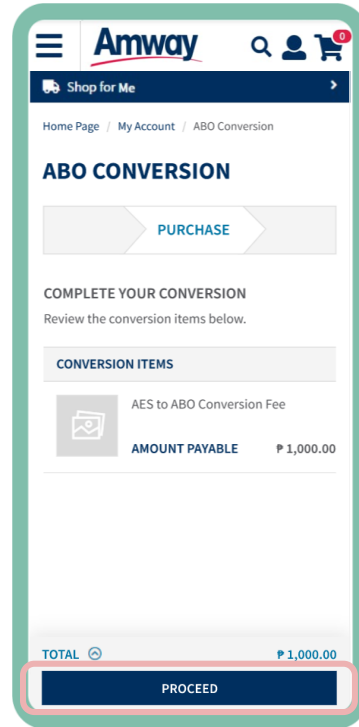 Amway
0
Shop for Me
Home Page / My Account / ABO Conversion
ABO CONVERSION
PURCHASE
COMPLETE YOUR CONVERSION
Review the conversion items below.
CONVERSION ITEMS
AES to ABO Conversion Fee
AMOUNT PAYABLE ₱ 1,000.00
TOTAL ₱ 1,000.00
PROCEED